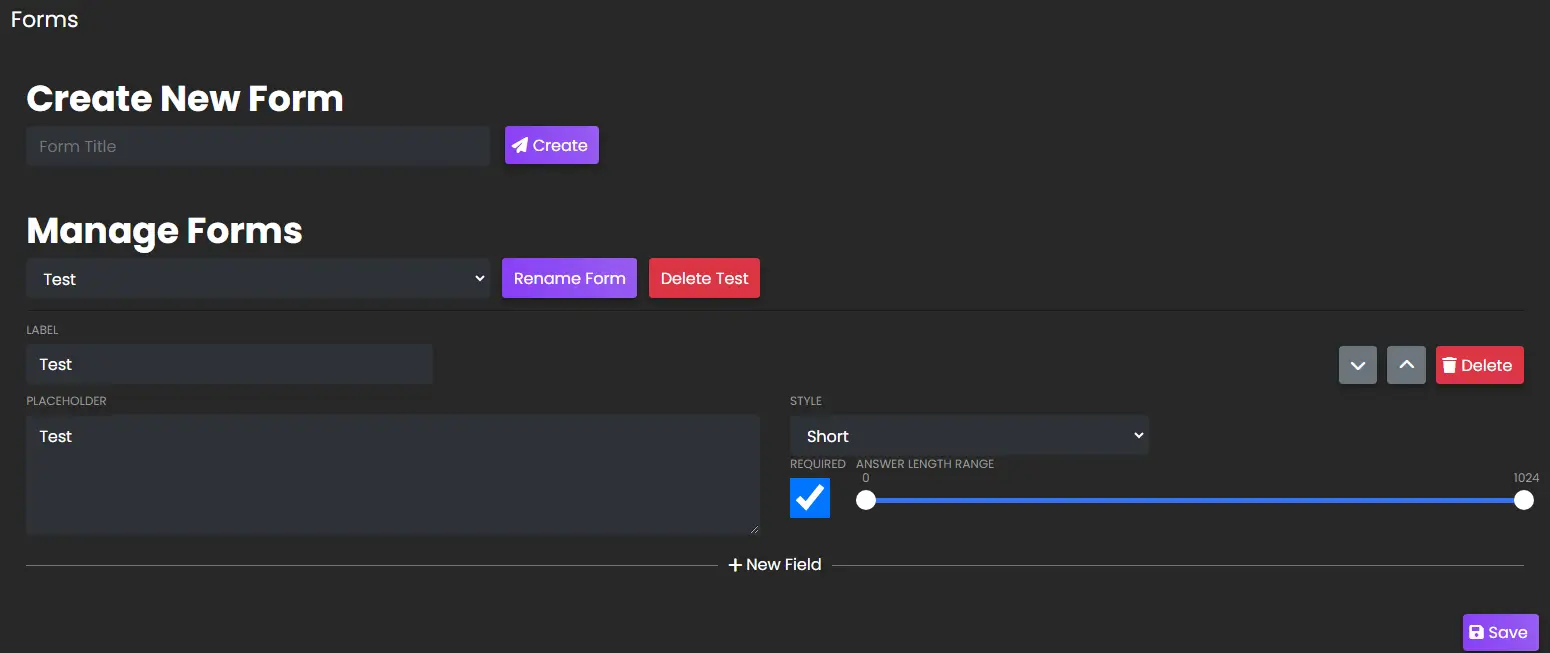 Forms
Create New Form
Form Title
Create
Manage Forms
Test
Rename Form
Delete Test
LABEL
Test
Delete
PLACEHOLDER
Test
STYLE
Short
REQUIRED
ANSWER LENGTH RANGE
0
1024
+ New Field
Save